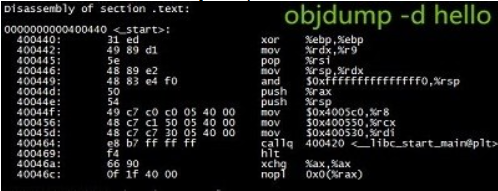 Disassembly of section .text:
objdump -d hello
0000000000400440 <_start>:
400440: 31 ed xor %ebp,%ebp
400442: 49 89 d1 mov %rdx,%r9
400445: 5e pop %rsi
400446: 48 89 e2 mov %rsp,%rdx
400449: 48 83 e4 f0 and $0xfffffffffffffff0,%rsp
40044d: 50 push %rax
40044e: 54 push %rsp
40044f: 49 c7 c0 c0 05 40 00 mov $0x4005c0,%r8
400456: 48 c7 c1 50 05 40 00 mov $0x400550,%rcx
40045d: 48 c7 c7 30 05 40 00 mov $0x400530,%rdi
400464: e8 b7 ff ff ff callq 400420 <__libc_start_main@plt>
400469: f4 hlt
40046a: 66 90 xchg %ax,%ax
40046c: 0f 1f 40 00 nopl 0x0(%rax)